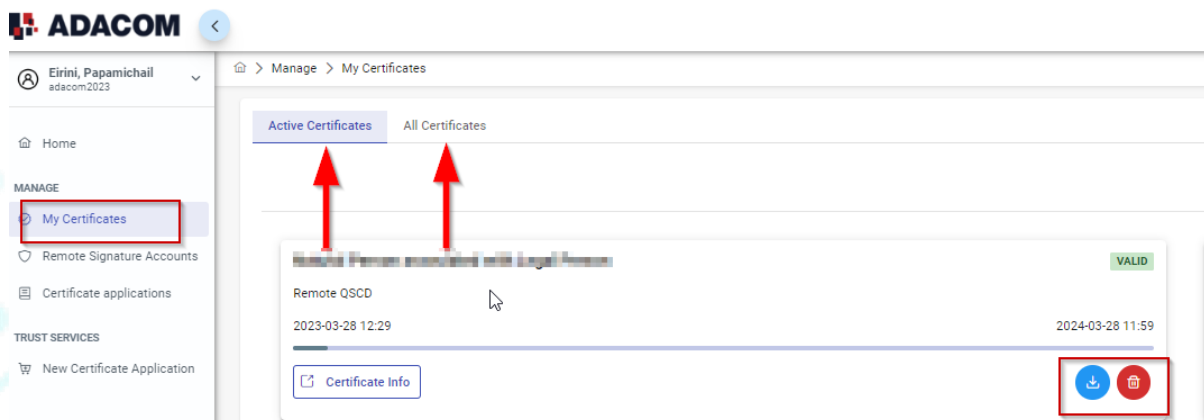 ADACOM
Eirini, Papamichail
adacom2023
Manage > My Certificates
Active Certificates
All Certificates
Home
MANAGE
My Certificates
Remote Signature Accounts
Certificate applications
TRUST SERVICES
New Certificate Application
VALID
Remote QSCD
2023-03-28 12:29
2024-03-28 11:59
Certificate Info